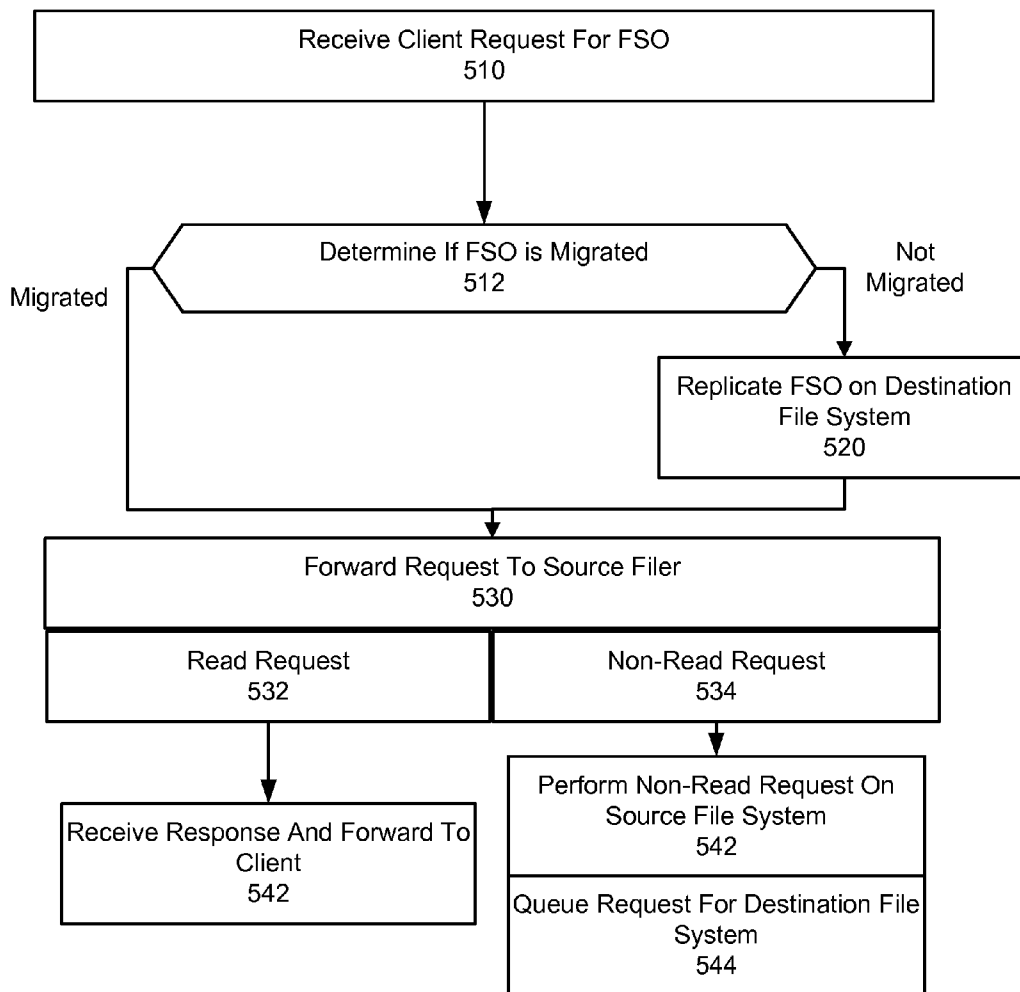 Receive Client Request For FSO
510
Determine If FSO is Migrated
512
Migrated
Not
Migrated
Replicate FSO on Destination
File System
520
Forward Request To Source Filer
530
Read Request
532
Non-Read Request
534
Receive Response And Forward To
Client
542
Perform Non-Read Request On
Source File System
542
Queue Request For Destination File
System
544